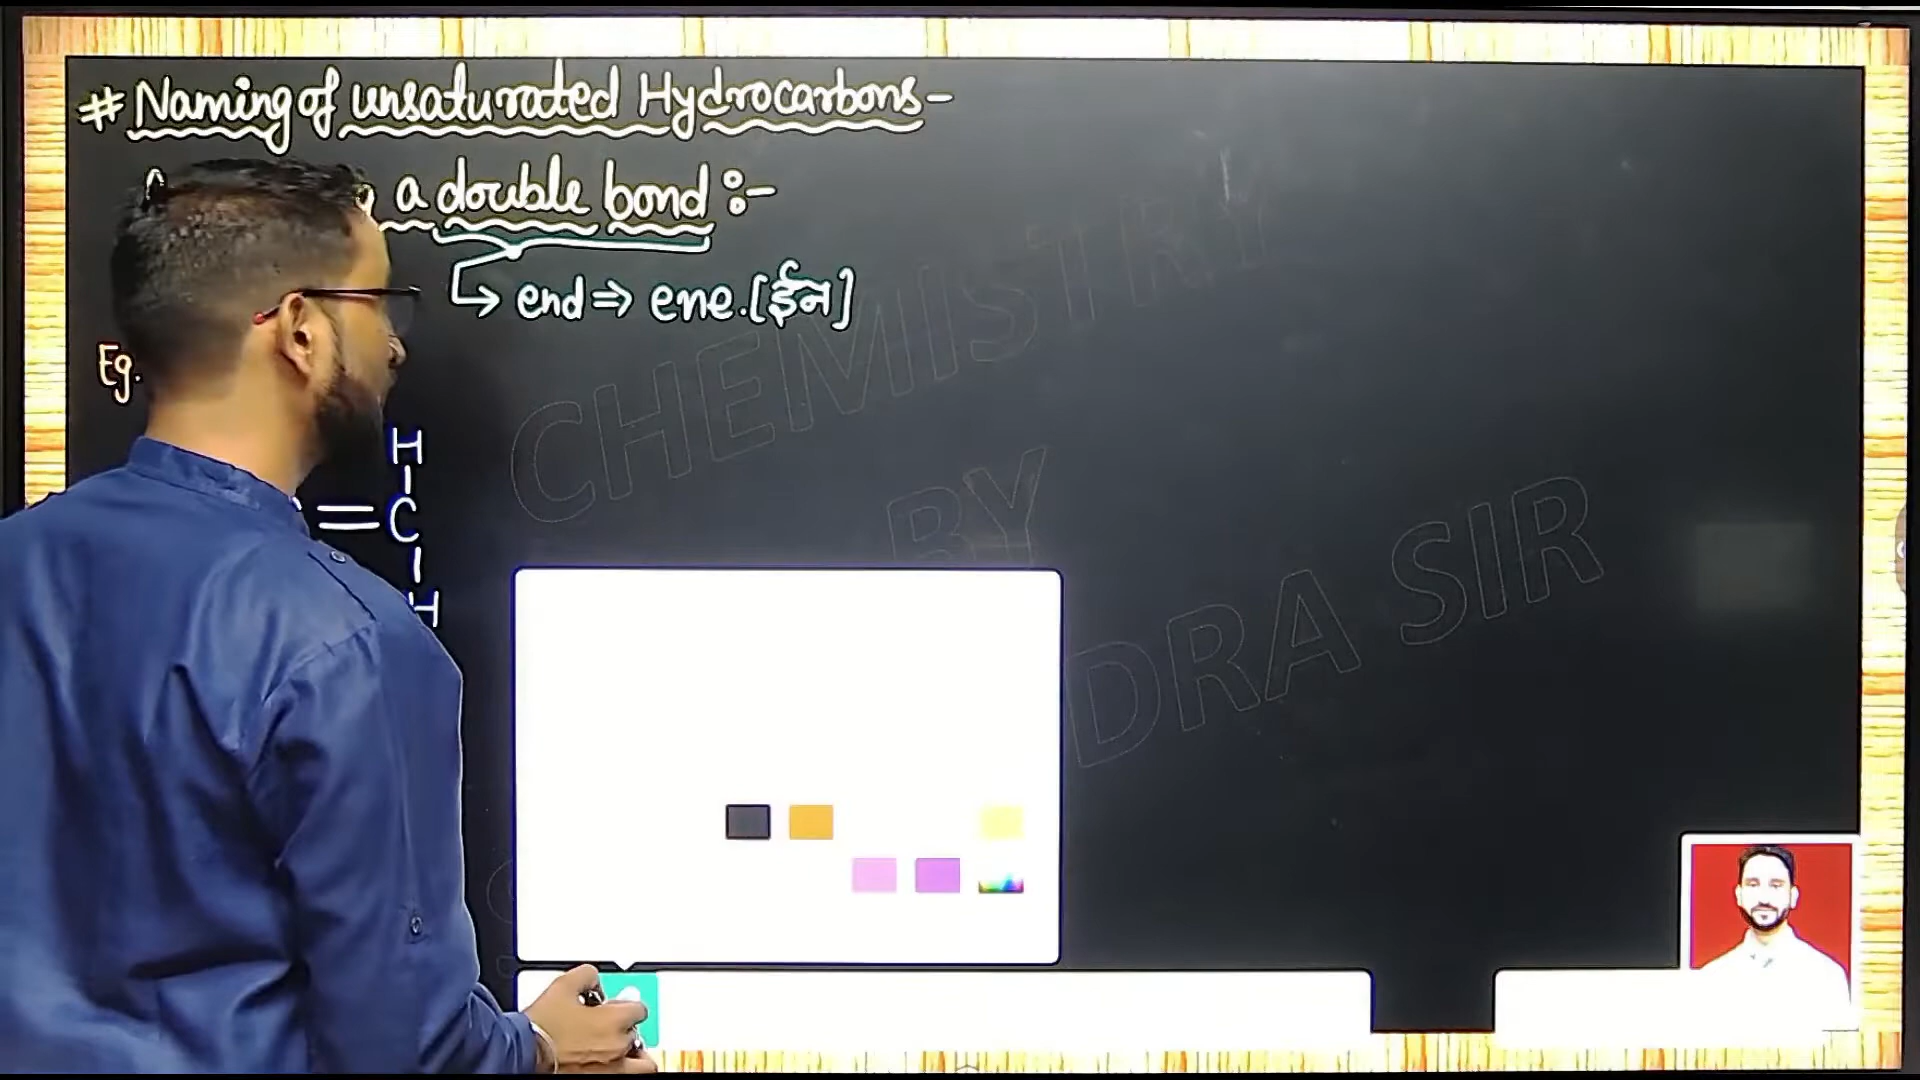 # Naming of unsaturated Hydrocarbons-
a double bond :-
↳ end ⇒ ene. [ईन]
Eg.
H
= C
H
CHEMISTRY
BY
DRA SIR